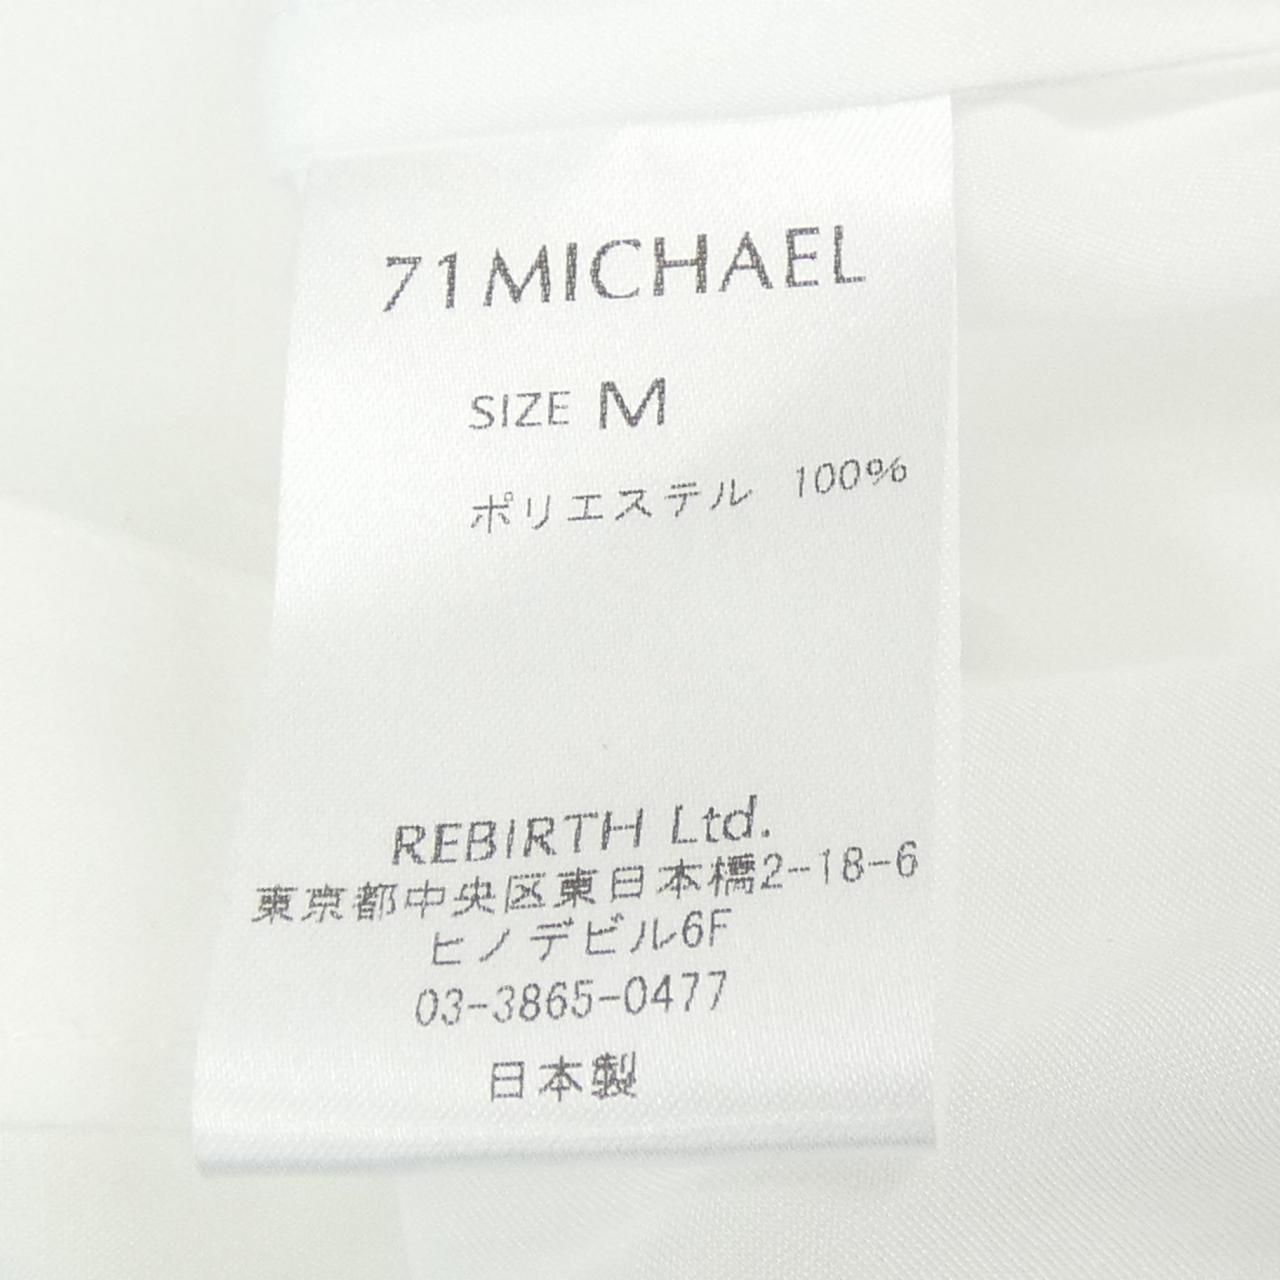 71MICHAEL
SIZE M
ポリエステル 100%
REBIRTH Ltd.
東京都中央区東日本橋2-18-6
ヒノデビル6F
03-3865-0477
日本製